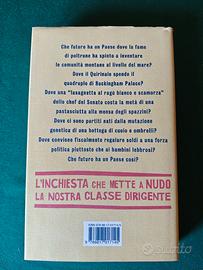 Che futuro ha un Paese dove la fame
di poltrone ha spinto a inventare
le comunità montane al livello del mare?
Dove il Quirinale spende il
quadruplo di Buckingham Palace?
Dove una "lasagnetta al ragù bianco e scamorza"
dello chef del Senato costa la metà di una
pastasciutta alla mensa degli spazzini?
Dove ci sono partiti nati dalla mutazione
genetica di una bottega di cuoio e ombrelli?
Dove conviene fiscalmente regalare soldi a una forza
politica piuttosto che ai bambini lebbrosi?
Che futuro ha un Paese così?
L'INCHIESTA CHE METTE A NUDO
LA NOSTRA CLASSE DIRIGENTE
subito